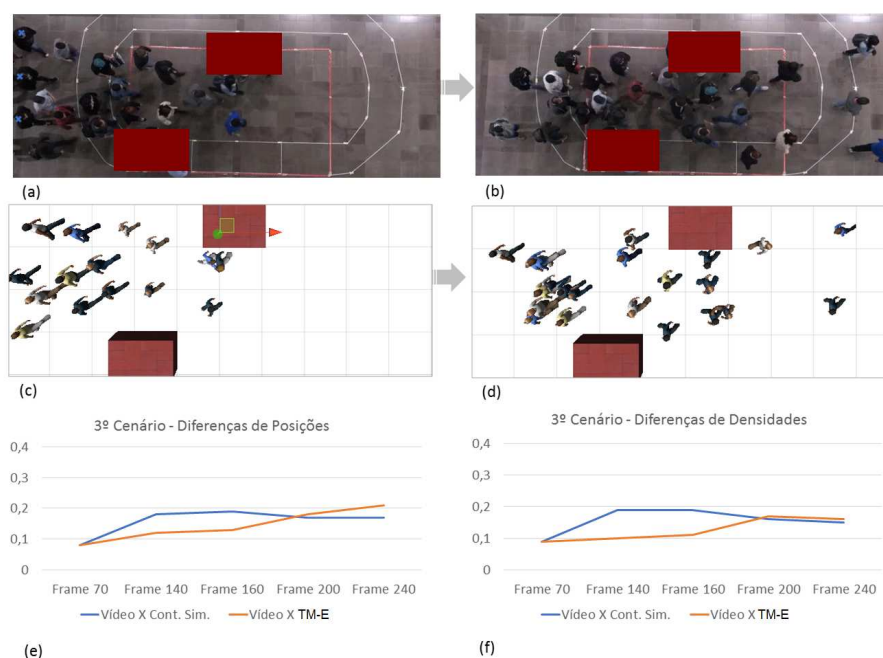 (a)
(b)
(c)
(d)
3º Cenário - Diferenças de Posições
0,4
0,3
0,2
0,1
0
Frame 70 Frame 140 Frame 160 Frame 200 Frame 240
Vídeo X Cont. Sim. Vídeo X TM-E
(e)
3º Cenário - Diferenças de Densidades
0,4
0,3
0,2
0,1
0
Frame 70 Frame 140 Frame 160 Frame 200 Frame 240
Vídeo X Cont. Sim. Vídeo X TM-E
(f)